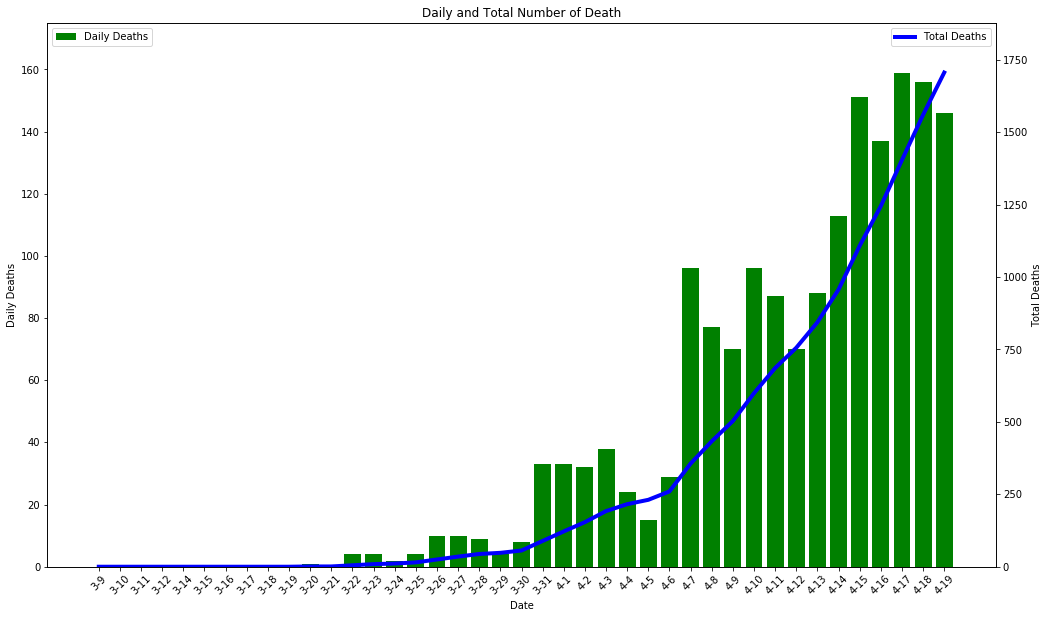 Daily and Total Number of Death
Daily Deaths
Total Deaths
160
140
120
100
80
60
40
20
0
Daily Deaths
1750
1500
1250
1000
750
500
250
0
Total Deaths
3-9 3-10 3-11 3-12 3-14 3-15 3-16 3-17 3-18 3-19 3-20 3-21 3-22 3-23 3-24 3-25 3-26 3-27 3-28 3-29 3-30 3-31 4-1 4-2 4-3 4-4 4-5 4-6 4-7 4-8 4-9 4-10 4-11 4-12 4-13 4-14 4-15 4-16 4-17 4-18 4-19
Date